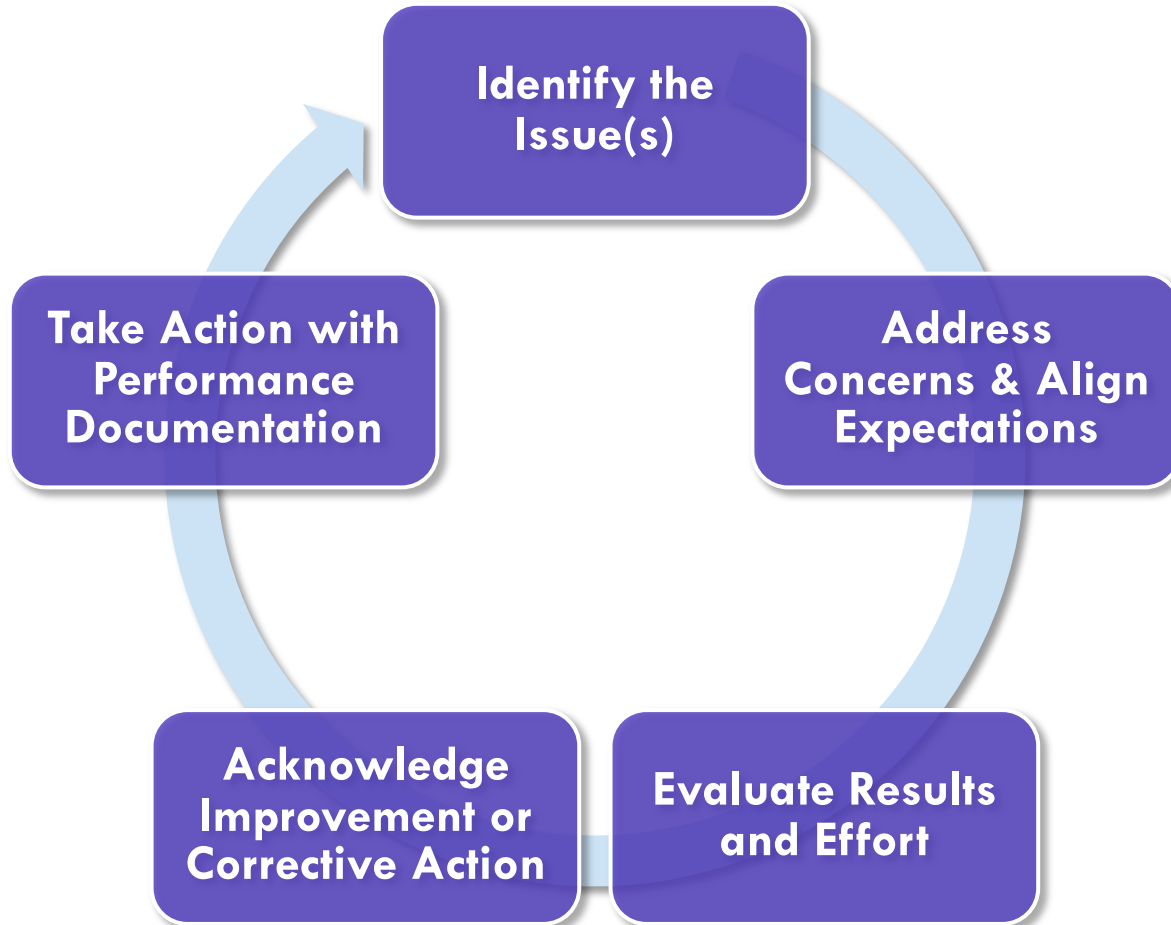 Identify the
Issue(s)
Address
Concerns & Align
Expectations
Evaluate Results
and Effort
Acknowledge
Improvement or
Corrective Action
Take Action with
Performance
Documentation